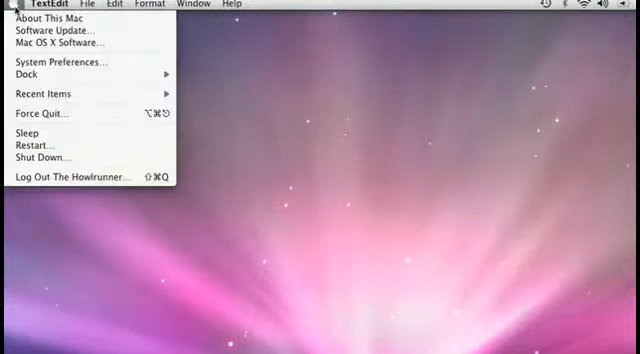 TextEdit File Edit Format Window Help
About This Mac
Software Update...
Mac OS X Software...
System Preferences...
Dock
Recent Items
Force Quit... ⌥⌘⎋
Sleep
Restart...
Shut Down...
Log Out The Howlrunner... ⇧⌘Q